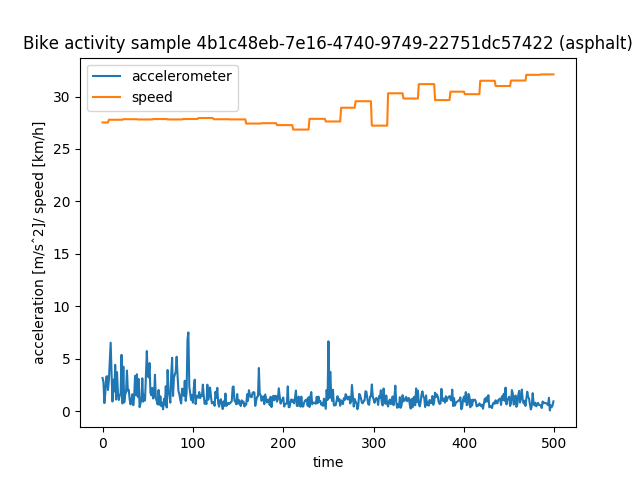 Bike activity sample 4b1c48eb-7e16-4740-9749-22751dc57422 (asphalt)
accelerometer
speed
acceleration [m/s^2]/ speed [km/h]
30
25
20
15
10
5
0
0 100 200 300 400 500
time